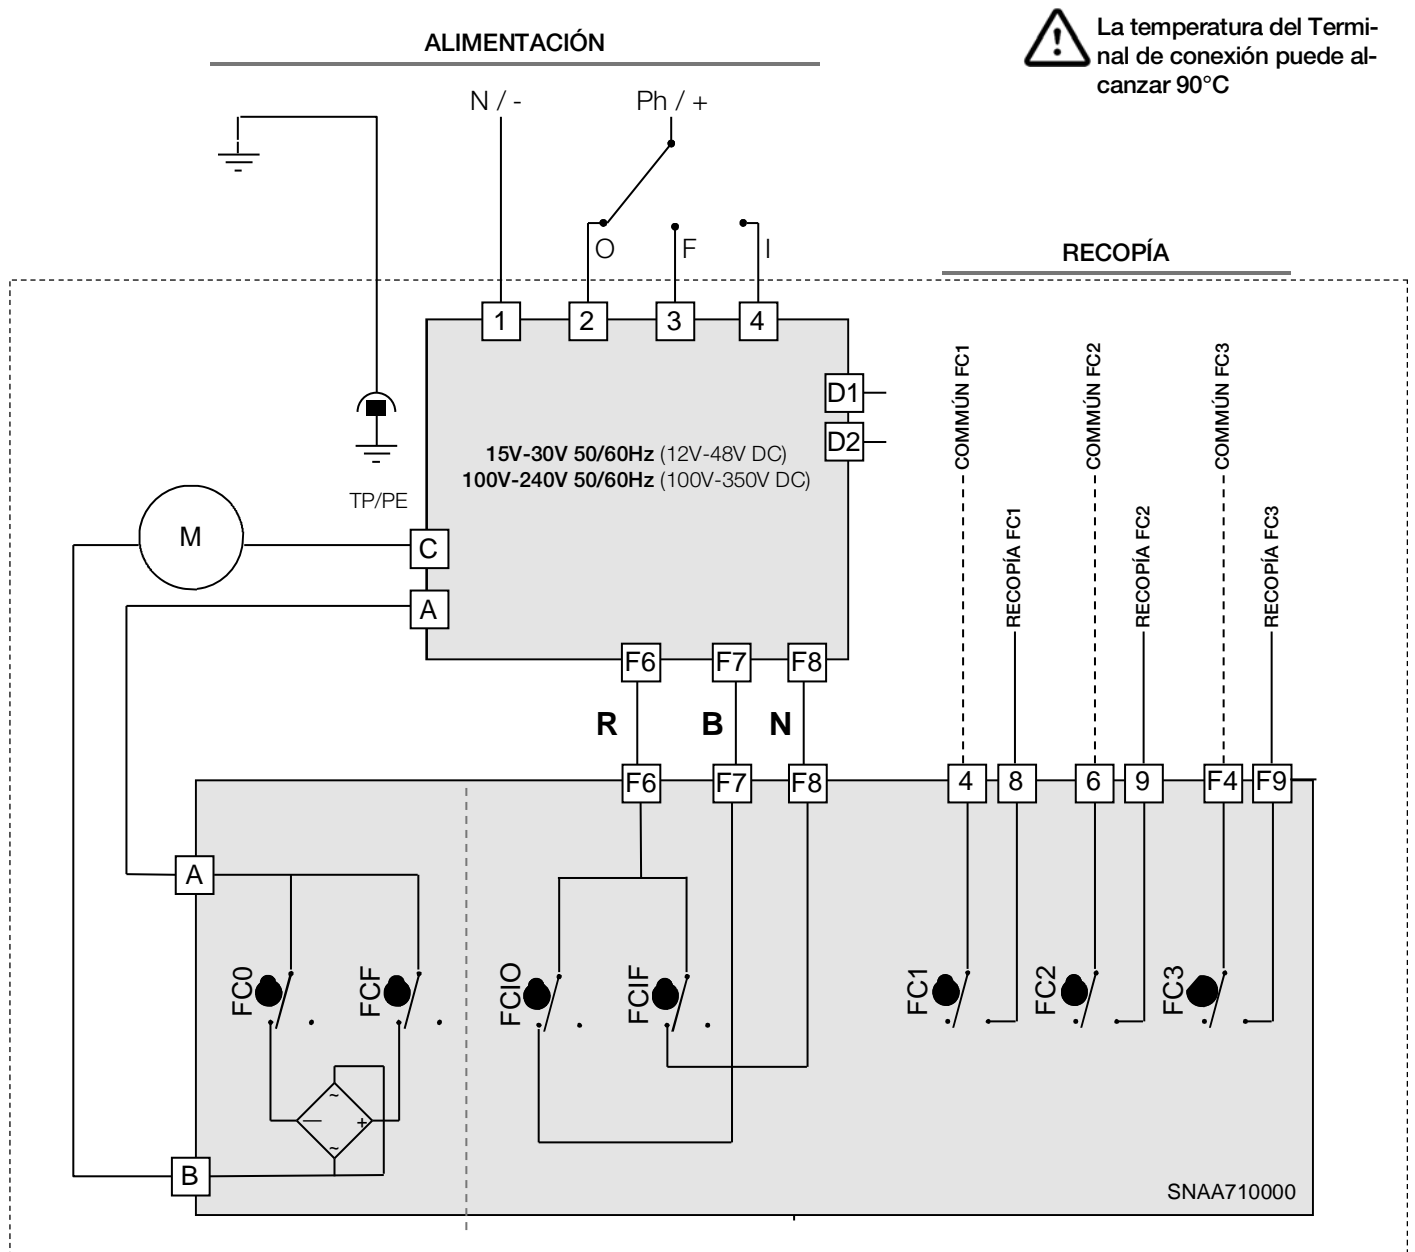 ALIMENTACIÓN
La temperatura del Termi-
nal de conexión puede al-
canzar 90°C
N / -
Ph / +
O
F
I
RECOPÍA
1
2
3
4
D1
D2
15V-30V 50/60Hz (12V-48V DC)
100V-240V 50/60Hz (100V-350V DC)
TP/PE
M
C
A
COMMÚN FC1
RECOPÍA FC1
COMMÚN FC2
RECOPÍA FC2
COMMÚN FC3
RECOPÍA FC3
F6
F7
F8
R
B
N
F6
F7
F8
4
8
6
9
F4
F9
A
FC0
FCF
FCIO
FCIF
FC1
FC2
FC3
~
—
+
~
B
SNAA710000